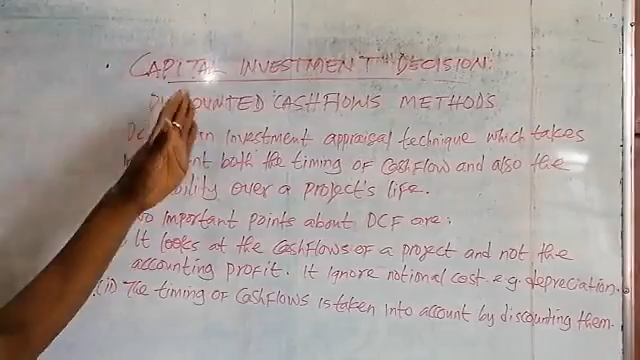 CAPITAL INVESTMENT DECISION:
CASHFLOWS METHODS
an Investment appraisal technique which takes
both the timing of Cashflow and also the
over a project's life.
important points about DCF are:
It looks at the cashflows of a project and not the
accounting profit. It ignore notional cost e.g. depreciation.
(ii) The timing of Cashflows is taken into account by discounting them.